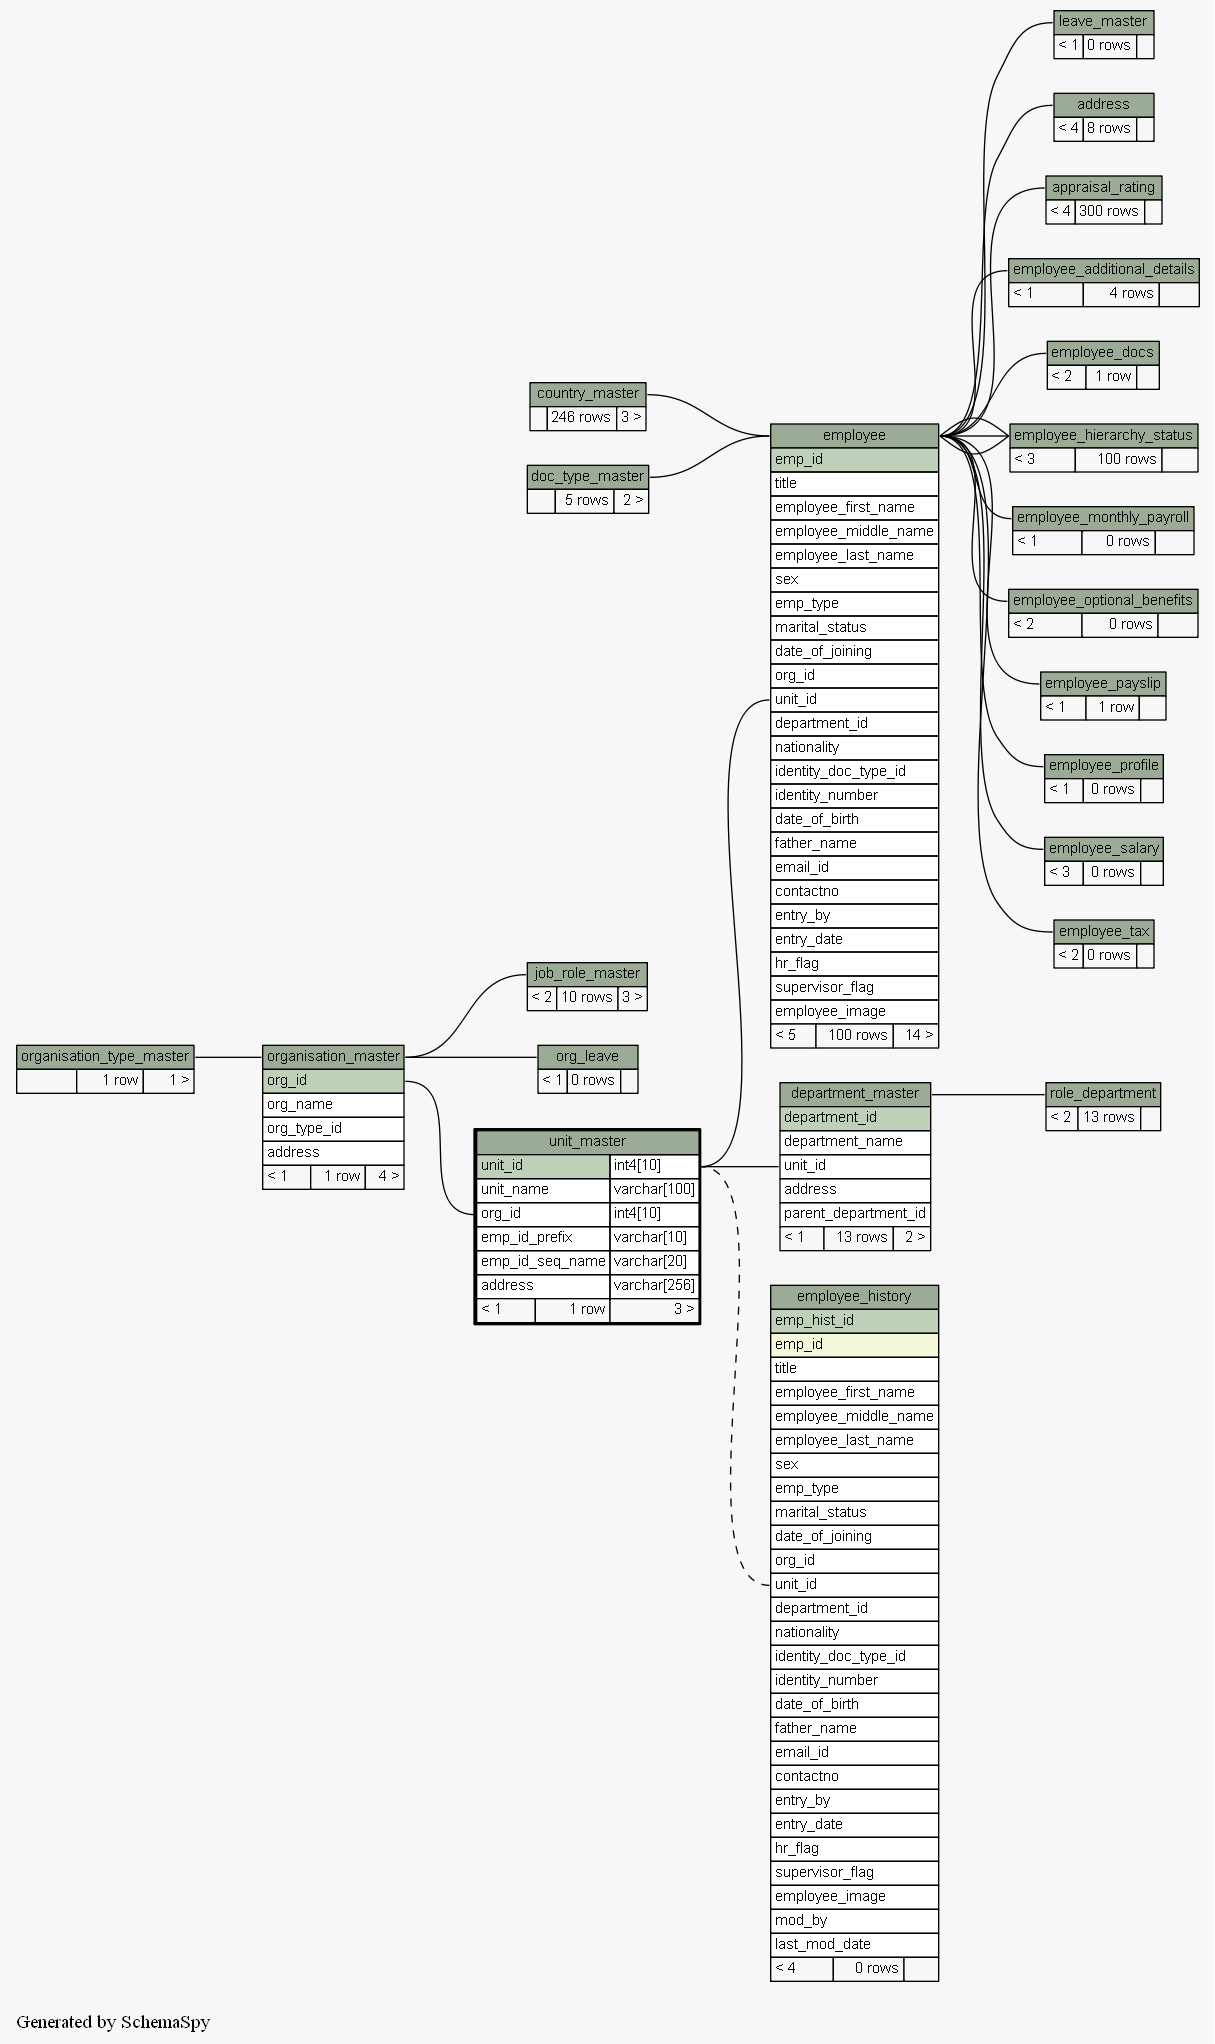 leave_master
< 1 0 rows
address
< 4 8 rows
appraisal_rating
< 4 300 rows
employee_additional_details
< 1 4 rows
employee_docs
< 2 1 row
country_master
246 rows 3 >
doc_type_master
5 rows 2 >
employee
emp_id
title
employee_first_name
employee_middle_name
employee_last_name
sex
emp_type
marital_status
date_of_joining
org_id
unit_id
department_id
nationality
identity_doc_type_id
identity_number
date_of_birth
father_name
email_id
contactno
entry_by
entry_date
hr_flag
supervisor_flag
employee_image
< 5 100 rows 14 >
employee_hierarchy_status
< 3 100 rows
employee_monthly_payroll
< 1 0 rows
employee_optional_benefits
< 2 0 rows
employee_payslip
< 1 1 row
employee_profile
< 1 0 rows
employee_salary
< 3 0 rows
employee_tax
< 2 0 rows
job_role_master
< 2 10 rows 3 >
organisation_type_master
1 row 1 >
organisation_master
org_id
org_name
org_type_id
address
< 1 1 row 4 >
org_leave
< 1 0 rows
unit_master
unit_id int4[10]
unit_name varchar[100]
org_id int4[10]
emp_id_prefix varchar[10]
emp_id_seq_name varchar[20]
address varchar[256]
< 1 1 row 3 >
department_master
department_id
department_name
unit_id
address
parent_department_id
< 1 13 rows 2 >
role_department
< 2 13 rows
employee_history
emp_hist_id
emp_id
title
employee_first_name
employee_middle_name
employee_last_name
sex
emp_type
marital_status
date_of_joining
org_id
unit_id
department_id
nationality
identity_doc_type_id
identity_number
date_of_birth
father_name
email_id
contactno
entry_by
entry_date
hr_flag
supervisor_flag
employee_image
mod_by
last_mod_date
< 4 0 rows
Generated by SchemaSpy